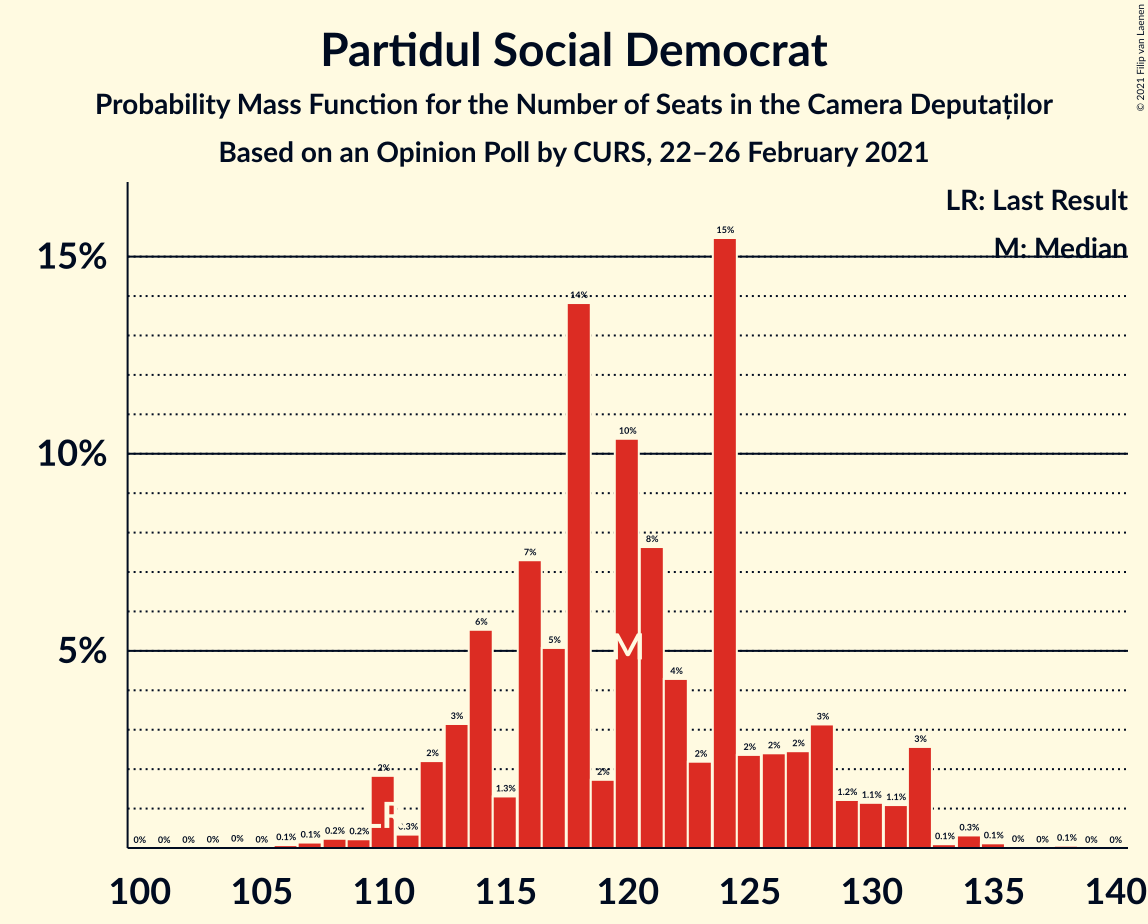 Partidul Social Democrat
Probability Mass Function for the Number of Seats in the Camera Deputaților
Based on an Opinion Poll by CURS, 22–26 February 2021
© 2021 Filip van Laenen
LR: Last Result
M: Median
15%
10%
5%
0% 0% 0% 0% 0% 0% 0.1% 0.1% 0.2% 0.2% 2% 0.3% 2% 3% 6% 1.3% 7% 5% 14% 2% 10% 8% 4% 2% 15% 2% 2% 2% 3% 1.2% 1.1% 1.1% 3% 0.1% 0.3% 0.1% 0% 0% 0.1% 0% 0%
M
LR
100 105 110 115 120 125 130 135 140